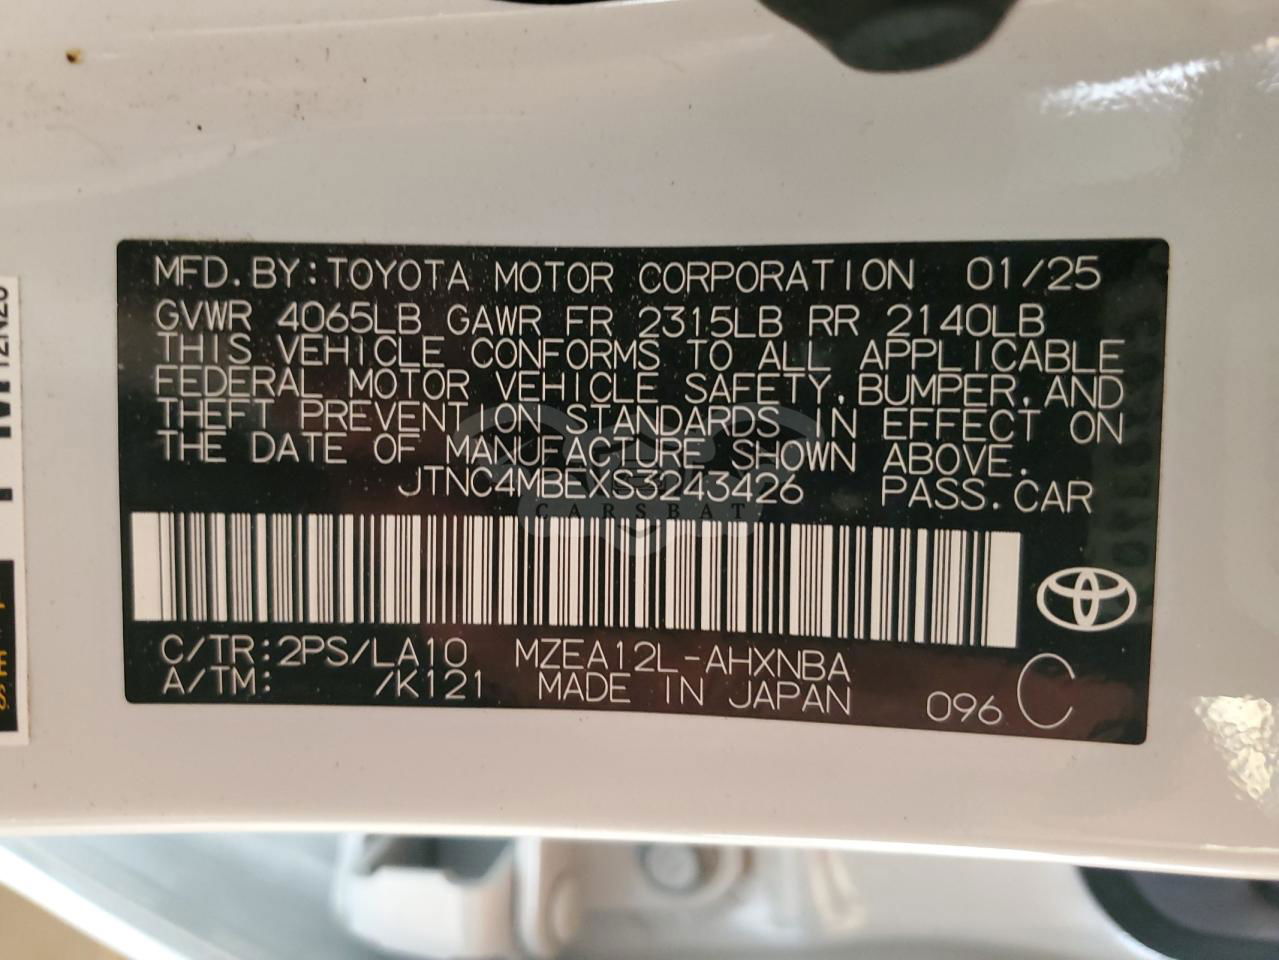 MFD.BY:TOYOTA MOTOR CORPORATION 01/25
GVWR 4065LB GAWR FR 2315LB RR 2140LB
THIS VEHICLE CONFORMS TO ALL APPLICABLE
FEDERAL MOTOR VEHICLE SAFETY,BUMPER,AND
THEFT PREVENTION STANDARDS IN EFFECT ON
THE DATE OF MANUFACTURE SHOWN ABOVE.
JTNC4MBEXS3243426 PASS.CAR
CARSBAT
C/TR:2PS/LA10 MZEA12L-AHXNBA
A/TM: /K121 MADE IN JAPAN 096 C